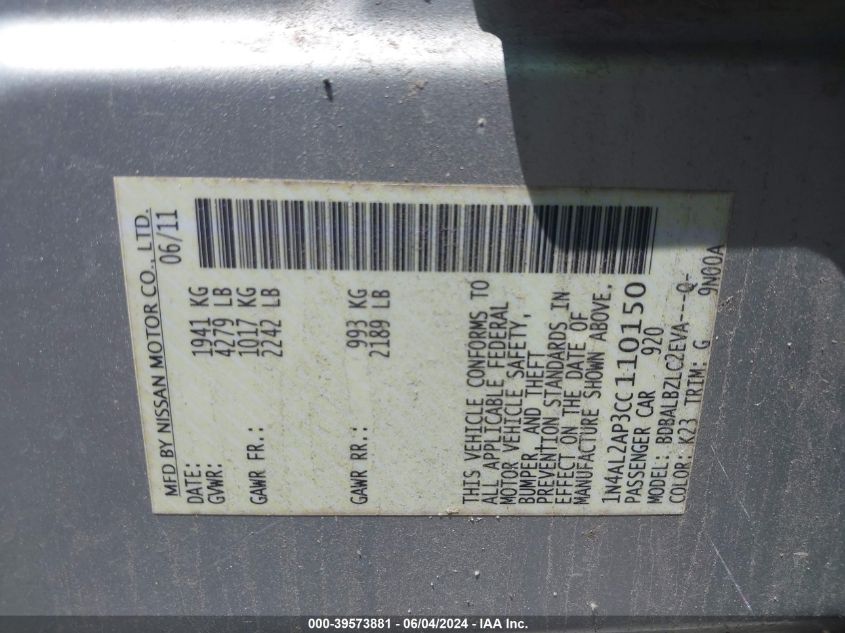 MFD BY NISSAN MOTOR CO., LTD.
DATE: 06/11
GVWR: 1941 KG
4279 LB
GAWR FR.: 1017 KG
2242 LB
GAWR RR.: 993 KG
2189 LB
THIS VEHICLE CONFORMS TO
ALL APPLICABLE FEDERAL
MOTOR VEHICLE SAFETY,
BUMPER, AND THEFT
PREVENTION STANDARDS IN
EFFECT ON THE DATE OF
MANUFACTURE SHOWN ABOVE.
1N4AL2AP3CC110150
PASSENGER CAR 920
MODEL: BDBALBZLC2EVA---Q-
COLOR: K23 TRIM: G 9N00A
000-39573881 - 06/04/2024 - IAA Inc.